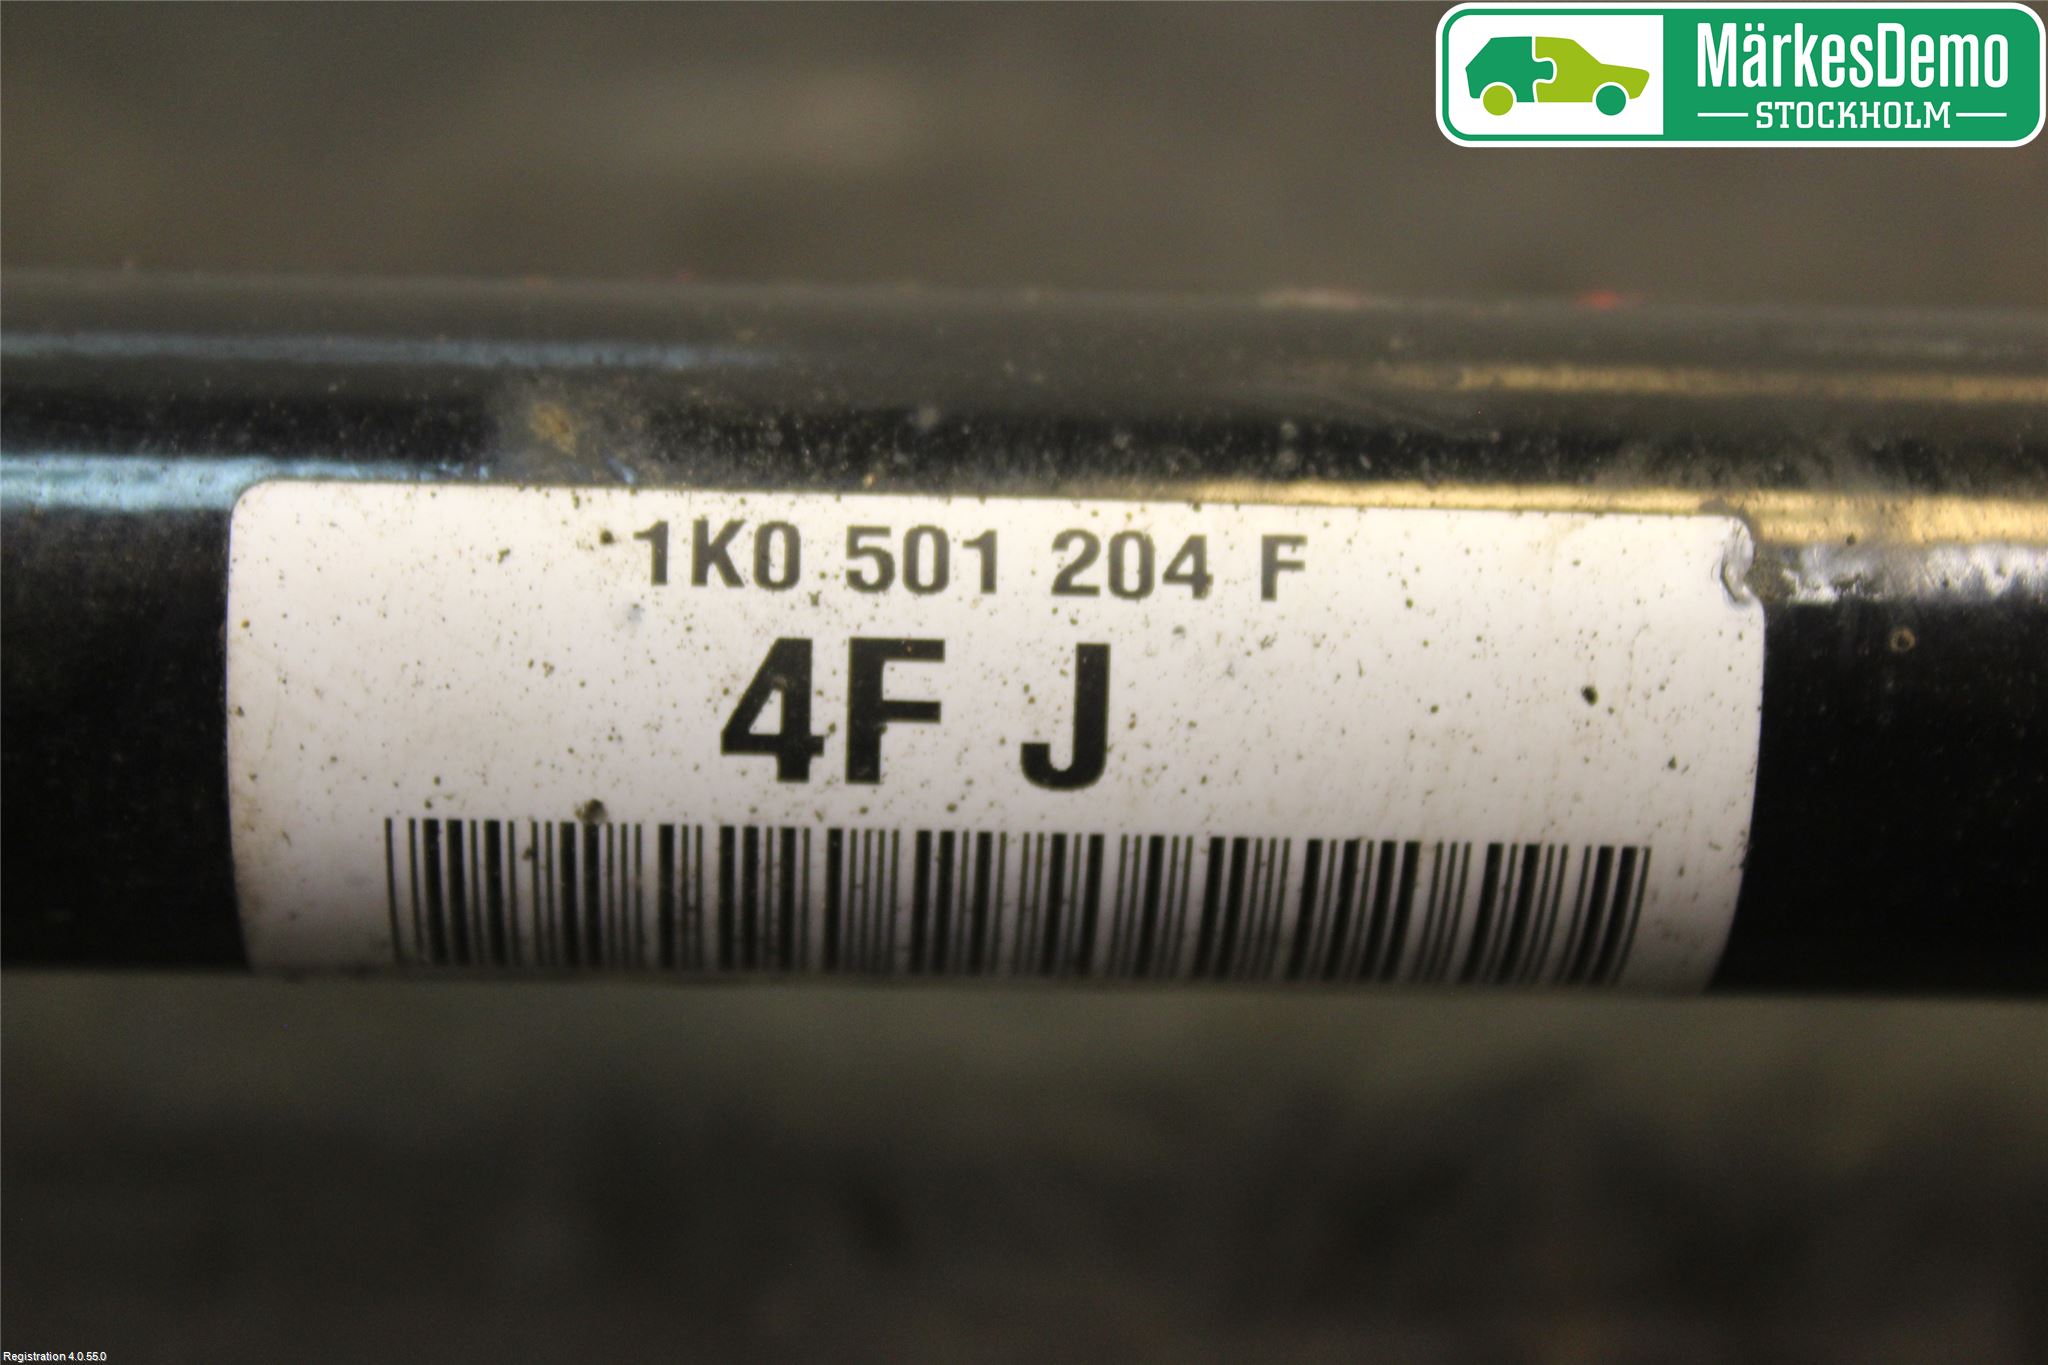 MärkesDemo
STOCKHOLM
1K0 501 204 F
4F J
Registration 4.0.55.0